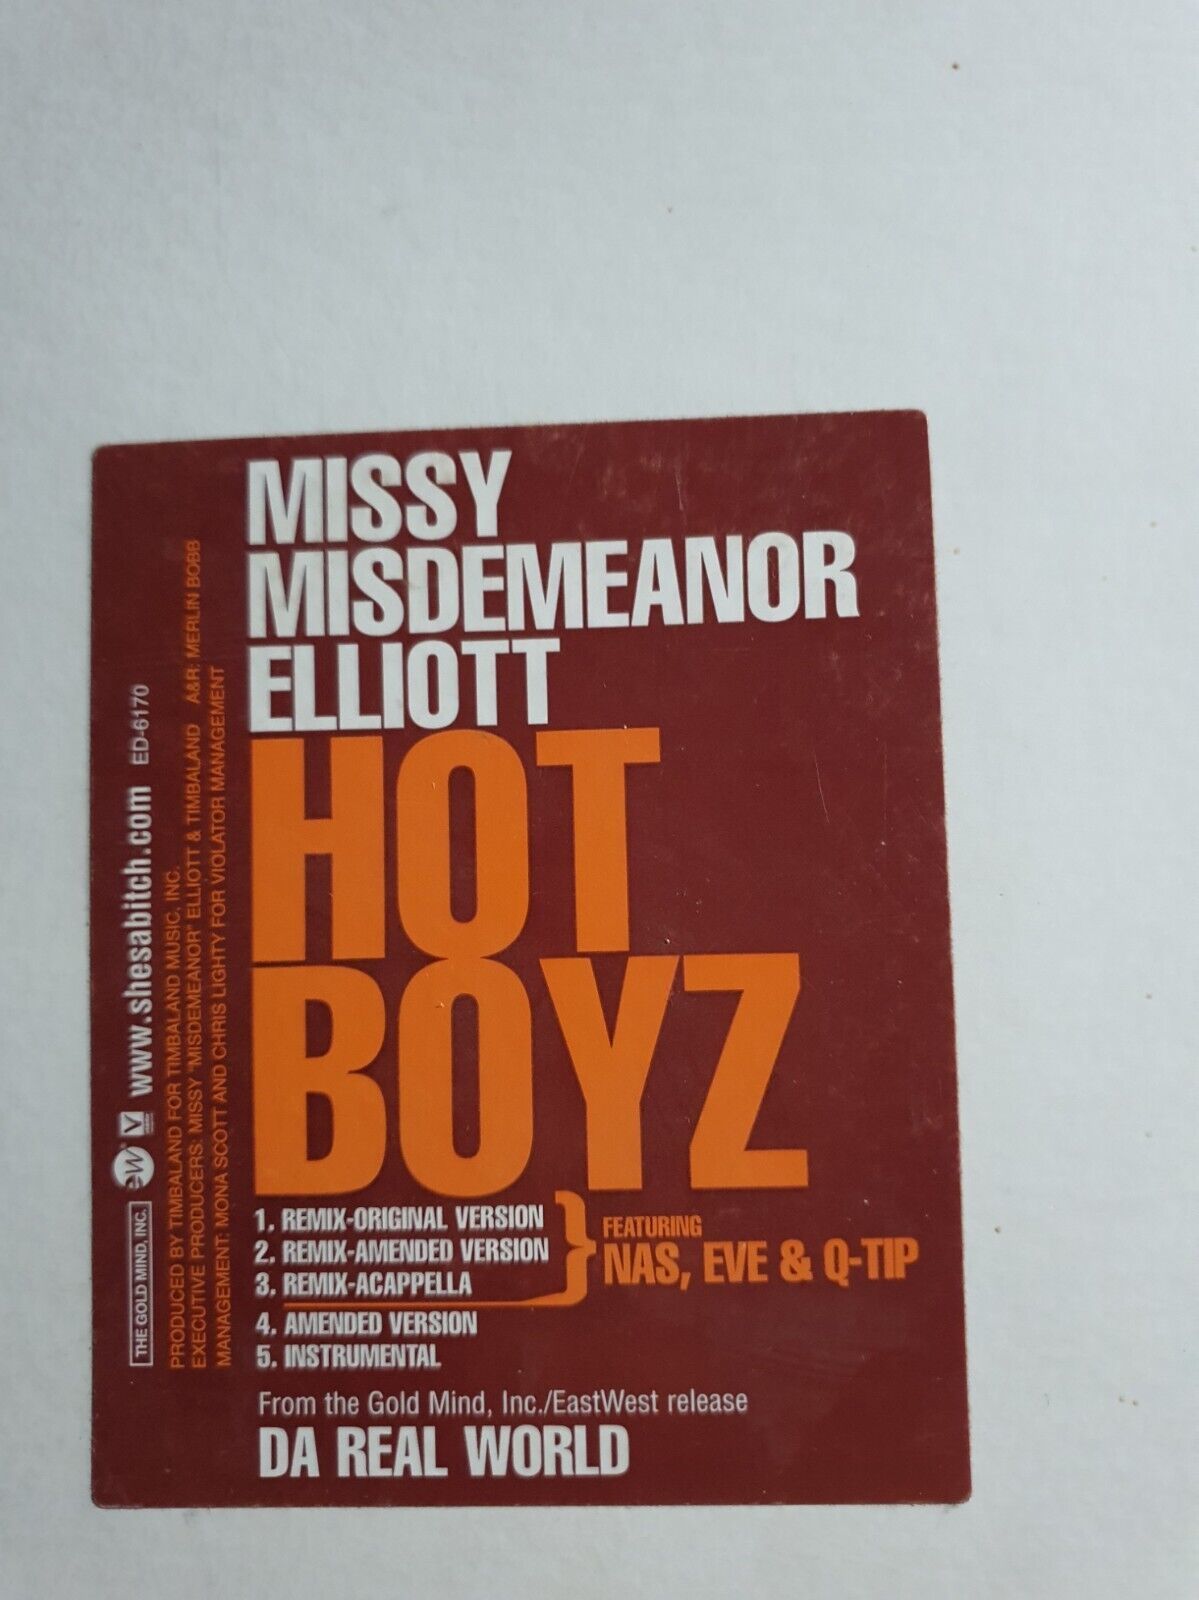 MISSY
MISDEMEANOR
ELLIOTT
HOT
BOYZ
1. REMIX-ORIGINAL VERSION
2. REMIX-AMENDED VERSION
3. REMIX-ACAPPELLA
FEATURING
NAS, EVE & Q-TIP
4. AMENDED VERSION
5. INSTRUMENTAL
From the Gold Mind, Inc./EastWest release
DA REAL WORLD
THE GOLD MIND, INC. ew V www.shesabitch.com ED-6170
PRODUCED BY TIMBALAND FOR TIMBALAND MUSIC, INC.
EXECUTIVE PRODUCERS: MISSY "MISDEMEANOR" ELLIOTT & TIMBALAND A&R: MERLIN BOBB
MANAGEMENT: MONA SCOTT AND CHRIS LIGHTY FOR VIOLATOR MANAGEMENT